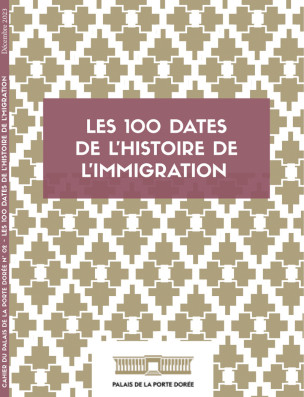 LES 100 DATES
DE L'HISTOIRE DE
L'IMMIGRATION
PALAIS DE LA PORTE DORÉE
CAHIER DU PALAIS DE LA PORTE DORÉE N° 08 – LES 100 DATES DE L'HISTOIRE DE L'IMIGRATION
Décembre 2023